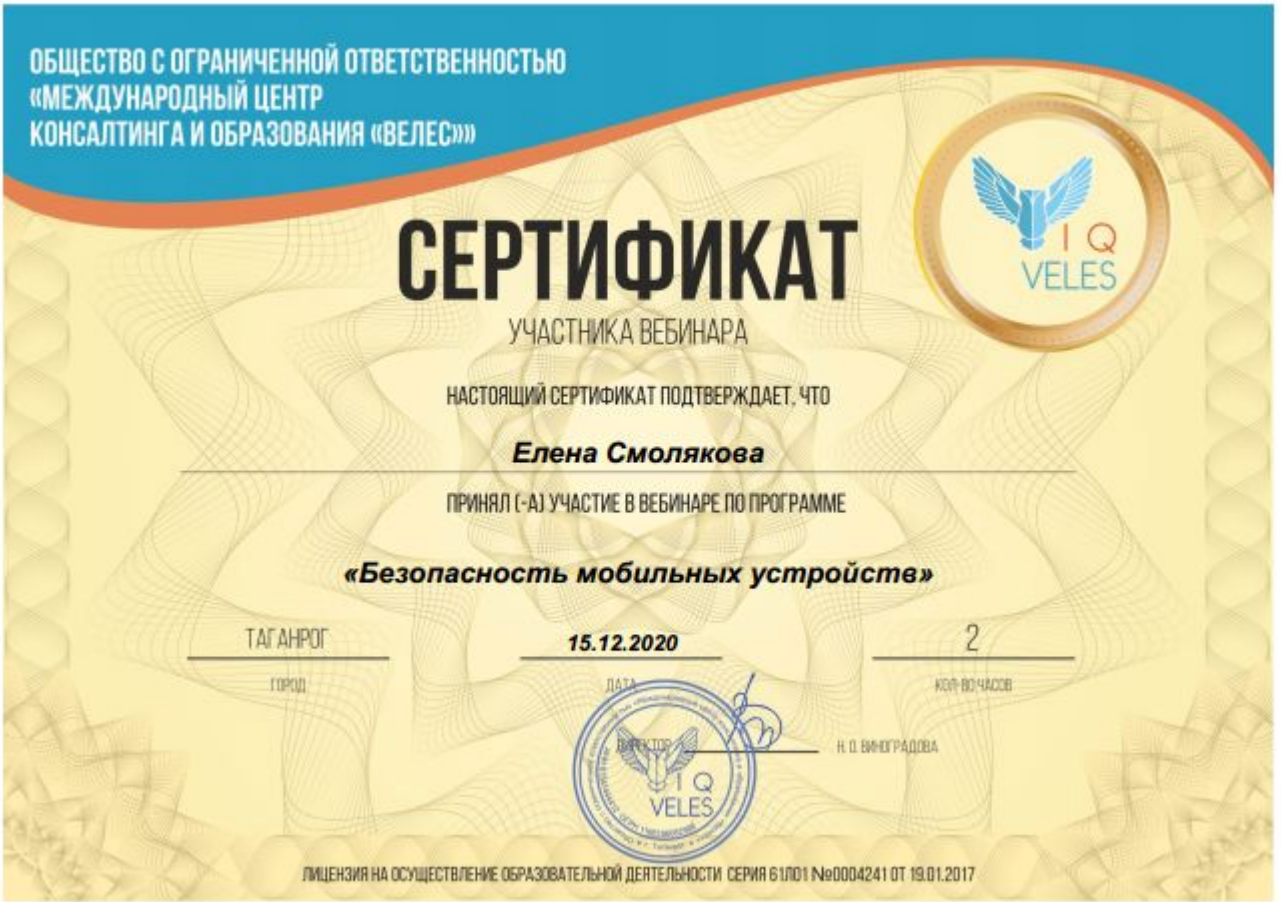 ОБЩЕСТВО С ОГРАНИЧЕННОЙ ОТВЕТСТВЕННОСТЬЮ
«МЕЖДУНАРОДНЫЙ ЦЕНТР
КОНСАЛТИНГА И ОБРАЗОВАНИЯ «ВЕЛЕС»»
I Q
VELES
СЕРТИФИКАТ
УЧАСТНИКА ВЕБИНАРА
НАСТОЯЩИЙ СЕРТИФИКАТ ПОДТВЕРЖДАЕТ, ЧТО
Елена Смолякова
ПРИНЯЛ (-А) УЧАСТИЕ В ВЕБИНАРЕ ПО ПРОГРАММЕ
«Безопасность мобильных устройств»
ТАГАНРОГ 15.12.2020 2
ГОРОД ДАТА КОЛ-ВО ЧАСОВ
ДИРЕКТОР Н. О. ВИНОГРАДОВА
I Q
VELES
ЛИЦЕНЗИЯ НА ОСУЩЕСТВЛЕНИЕ ОБРАЗОВАТЕЛЬНОЙ ДЕЯТЕЛЬНОСТИ СЕРИЯ 61Л01 №0004241 ОТ 19.01.2017